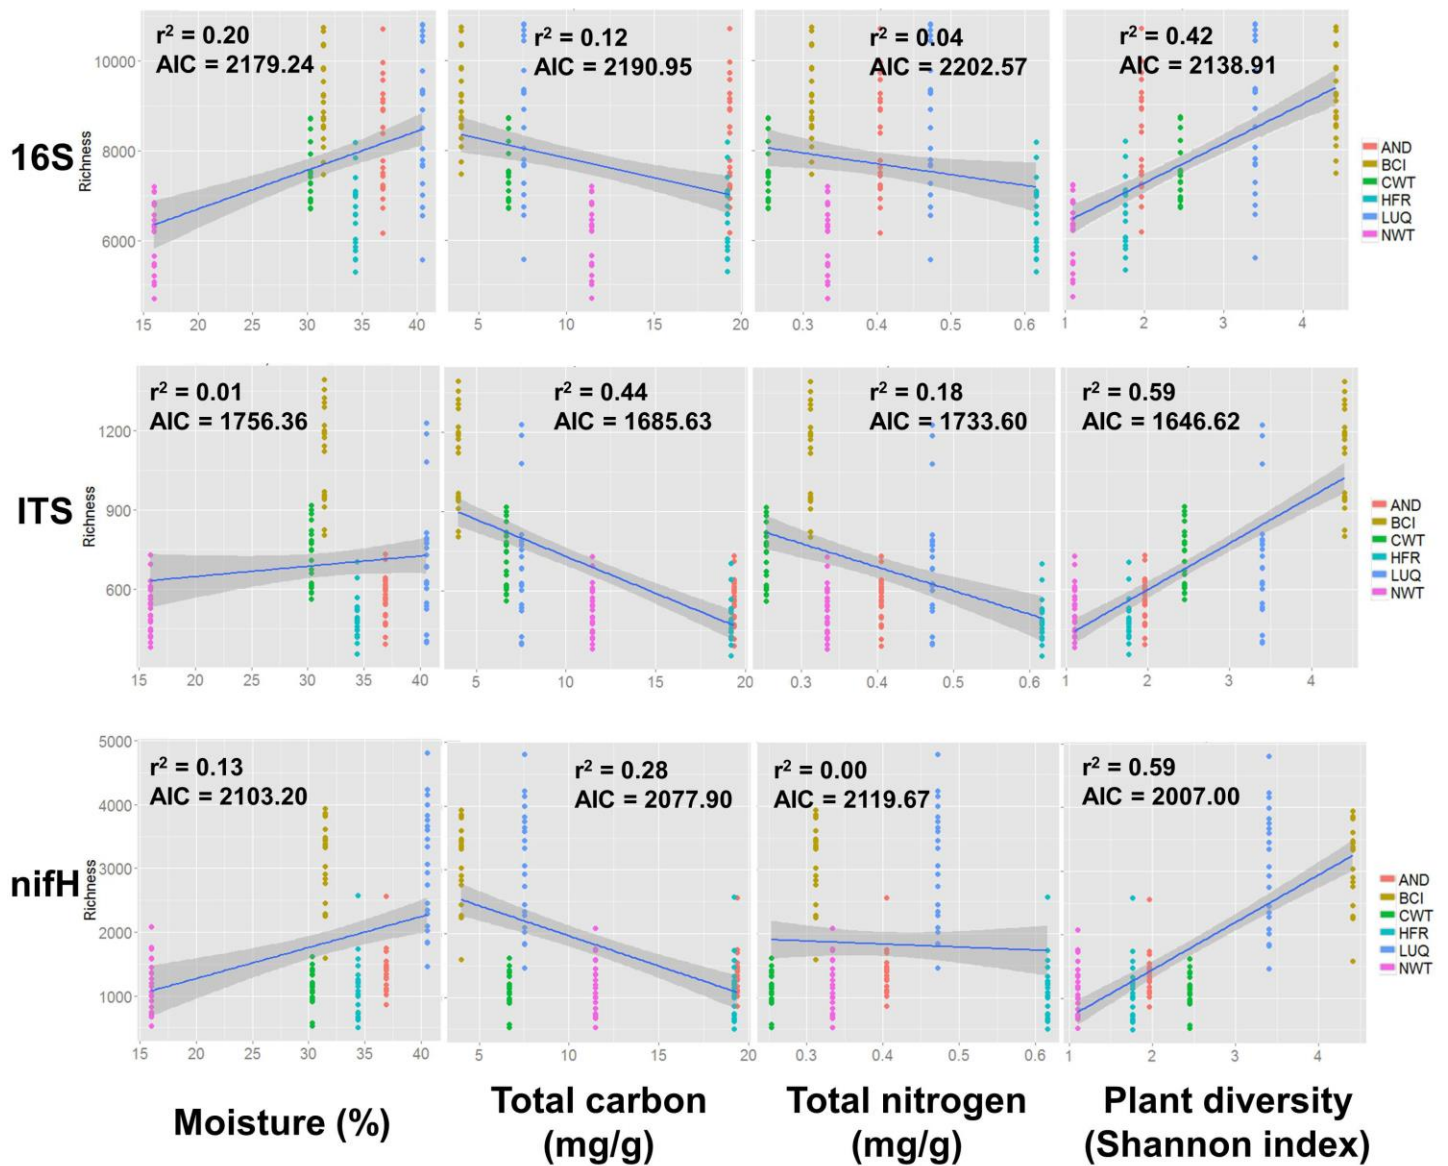 r² = 0.20
AIC = 2179.24
r² = 0.12
AIC = 2190.95
r² = 0.04
AIC = 2202.57
r² = 0.42
AIC = 2138.91
16S
Richness
10000
8000
6000
15 20 25 30 35 40
5 10 15 20
0.3 0.4 0.5 0.6
1 2 3 4
AND
BCI
CWT
HFR
LUQ
NWT
r² = 0.01
AIC = 1756.36
r² = 0.44
AIC = 1685.63
r² = 0.18
AIC = 1733.60
r² = 0.59
AIC = 1646.62
ITS
Richness
1200
900
600
15 20 25 30 35 40
5 10 15 20
0.3 0.4 0.5 0.6
1 2 3 4
AND
BCI
CWT
HFR
LUQ
NWT
r² = 0.13
AIC = 2103.20
r² = 0.28
AIC = 2077.90
r² = 0.00
AIC = 2119.67
r² = 0.59
AIC = 2007.00
nifH
Richness
5000
4000
3000
2000
1000
15 20 25 30 35 40
5 10 15 20
0.3 0.4 0.5 0.6
1 2 3 4
AND
BCI
CWT
HFR
LUQ
NWT
Moisture (%)
Total carbon
(mg/g)
Total nitrogen
(mg/g)
Plant diversity
(Shannon index)